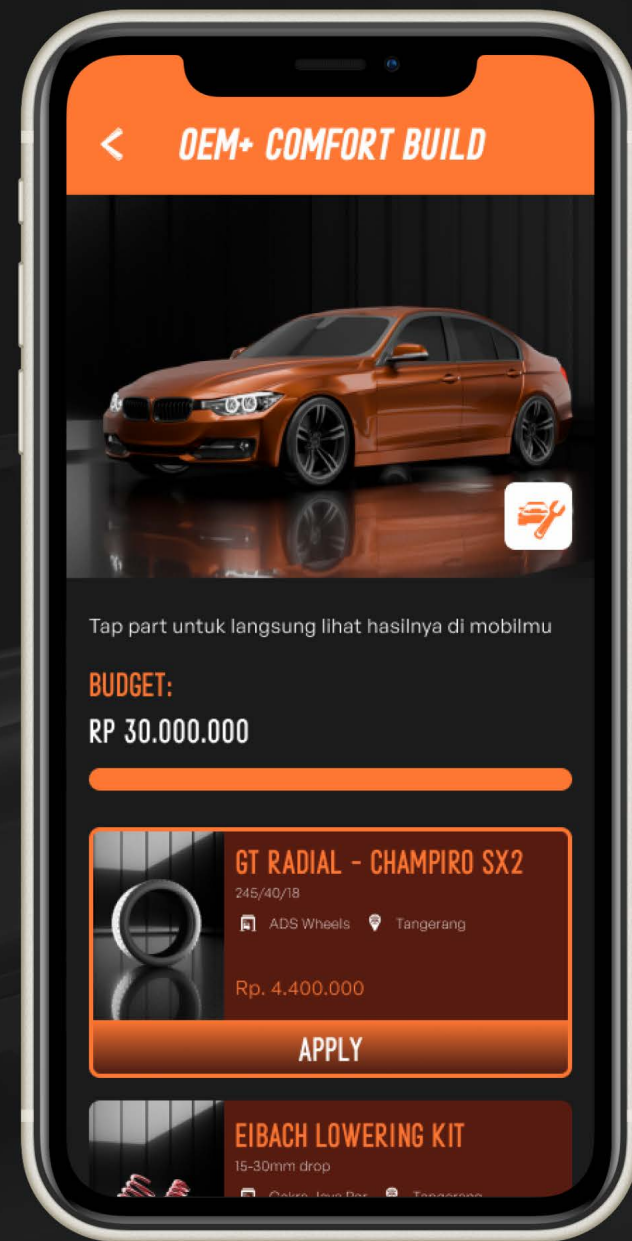 OEM+ COMFORT BUILD
Tap part untuk langsung lihat hasilnya di mobilmu
BUDGET:
RP 30.000.000
GT RADIAL - CHAMPIRO SX2
245/40/18
ADS Wheels Tangerang
Rp. 4.400.000
APPLY
EIBACH LOWERING KIT
15-30mm drop
Tangerang